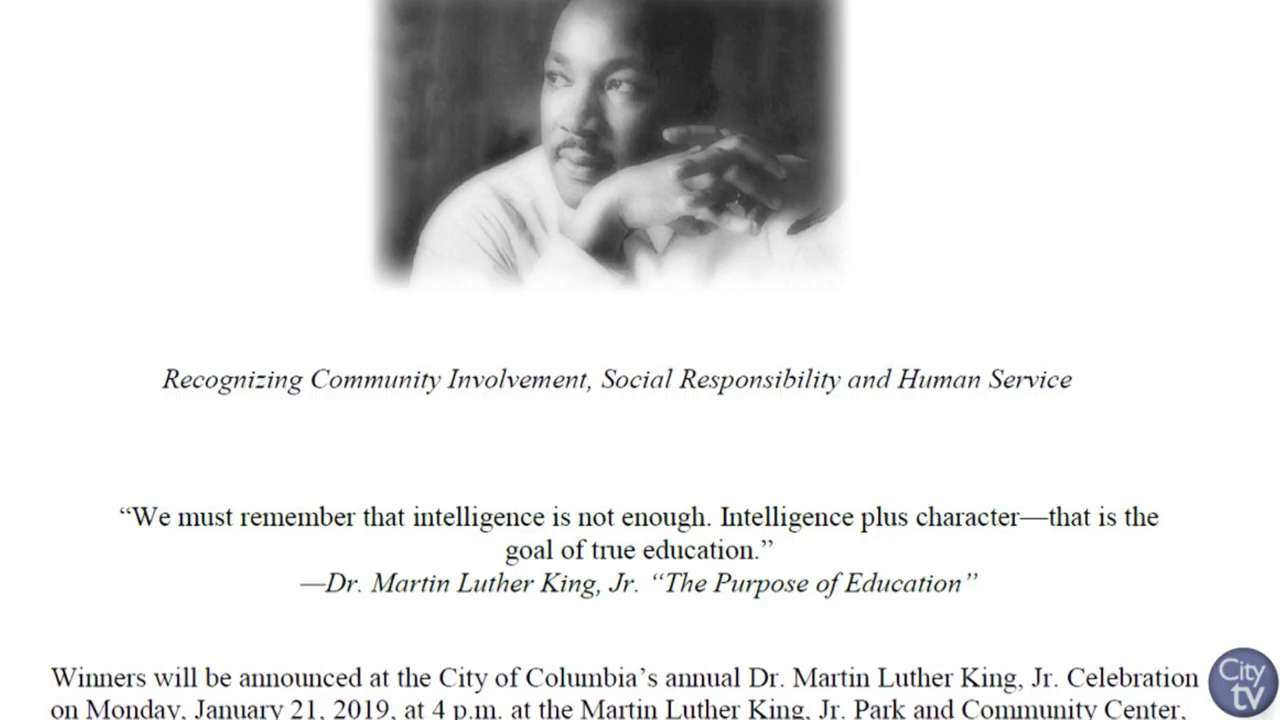 Recognizing Community Involvement, Social Responsibility and Human Service
“We must remember that intelligence is not enough. Intelligence plus character—that is the
goal of true education.”
—Dr. Martin Luther King, Jr. “The Purpose of Education”
Winners will be announced at the City of Columbia’s annual Dr. Martin Luther King, Jr. Celebration
on Monday, January 21, 2019, at 4 p.m. at the Martin Luther King, Jr. Park and Community Center,
City
tv